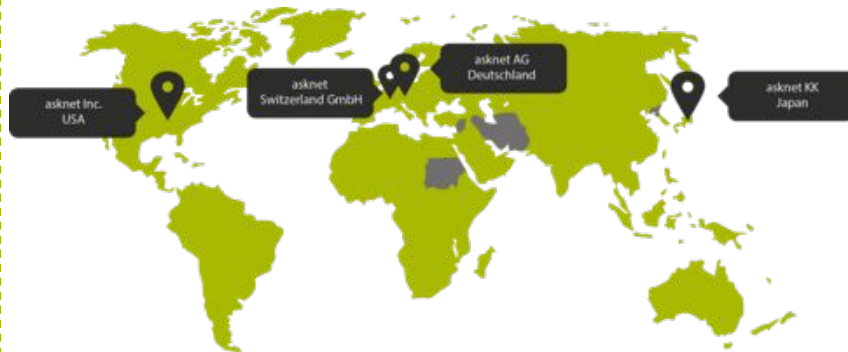 asknet AG
Deutschland
asknet
Switzerland GmbH
asknet KK
Japan
asknet Inc.
USA